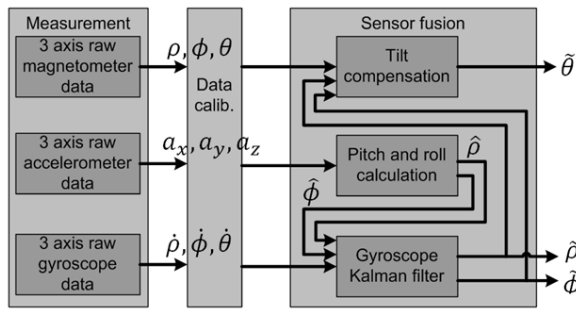 Measurement
3 axis raw
magnetometer
data
3 axis raw
accelerometer
data
3 axis raw
gyroscope
data
ρ, ϕ, θ
Data
calib.
a_x, a_y, a_z
ρ̇, ϕ̇, θ̇
Sensor fusion
Tilt
compensation
Pitch and roll
calculation
ρ̂
ϕ̂
Gyroscope
Kalman filter
θ̃
ρ̃
ϕ̃